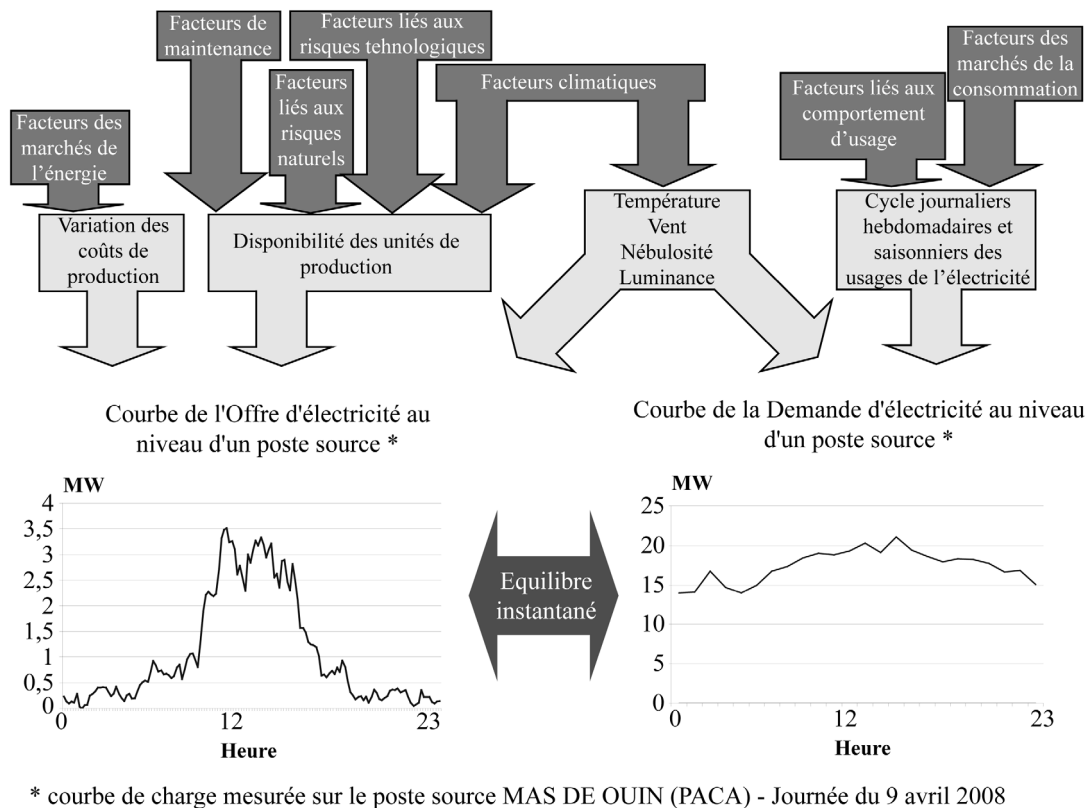 Facteurs de
maintenance
Facteurs liés aux
risques tehnologiques
Facteurs
liés aux
risques
naturels
Facteurs climatiques
Facteurs des
marchés de la
consommation
Facteurs liés aux
comportement
d’usage
Facteurs des
marchés de
l’énergie
Variation des
coûts de
production
Disponibilité des unités de
production
Température
Vent
Nébulosité
Luminance
Cycle journaliers
hebdomadaires et
saisonniers des
usages de l’électricité
Courbe de l'Offre d'électricité au
niveau d'un poste source *
Courbe de la Demande d'électricité au niveau
d'un poste source *
MW
4
3,5
3
2,5
2
1,5
1
0,5
0
0
12
23
Heure
Equilibre
instantané
MW
25
20
15
10
5
0
0
12
23
Heure
* courbe de charge mesurée sur le poste source MAS DE OUIN (PACA) - Journée du 9 avril 2008